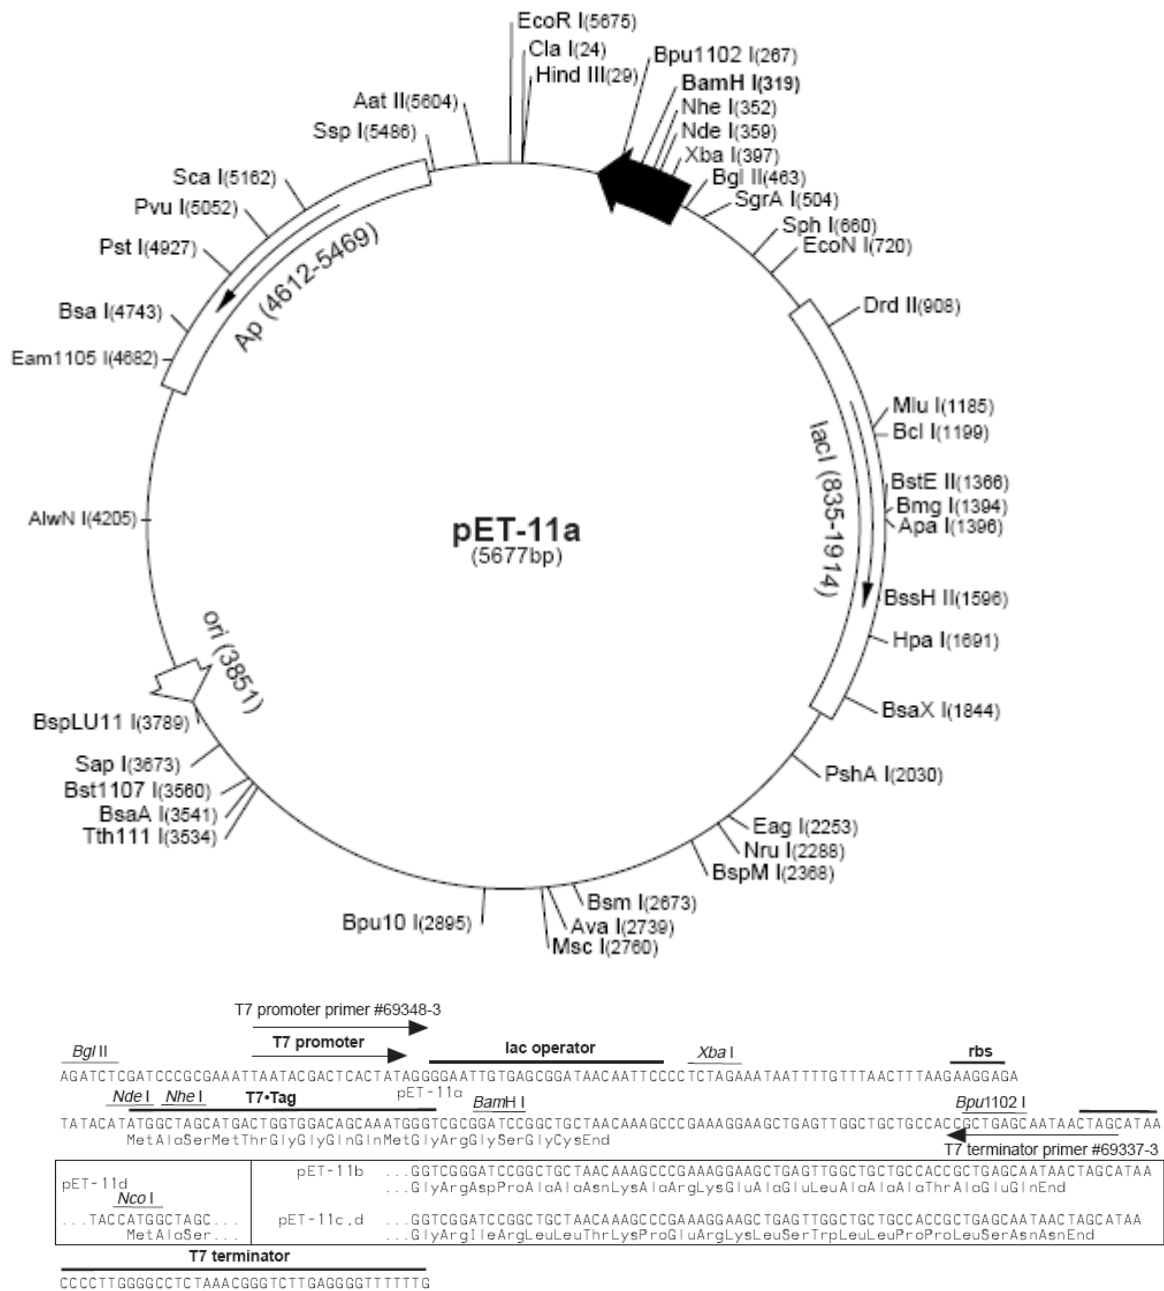 EcoR I(5675)
Cla I(24)
Hind III(29)
Bpu1102 I(267)
BamH I(319)
Nhe I(352)
Nde I(359)
Xba I(397)
Bgl II(463)
SgrA I(504)
Sph I(660)
EcoN I(720)
Drd II(908)
Mlu I(1185)
Bcl I(1199)
BstE II(1366)
Bmg I(1394)
Apa I(1396)
BssH II(1596)
Hpa I(1691)
BsaX I(1844)
PshA I(2030)
Eag I(2253)
Nru I(2288)
BspM I(2368)
Bsm I(2673)
Ava I(2739)
Msc I(2760)
Bpu10 I(2895)
Tth111 I(3534)
BsaA I(3541)
Bst1107 I(3560)
Sap I(3673)
BspLU11 I(3789)
AlwN I(4205)
Eam1105 I(4682)
Bsa I(4743)
Pst I(4927)
Pvu I(5052)
Sca I(5162)
Ssp I(5486)
Aat II(5604)
Ap (4612-5469)
lacI (835-1914)
ori (3851)
pET-11a
(5677bp)
T7 promoter primer #69348-3
Bgl II T7 promoter lac operator Xba I rbs
AGATCTCGATCCCGCGAAATTAATACGACTCACTATAGGGGAATTGTGAGCGGATAACAATTCCCCTCTAGAAATAATTTTGTTTAACTTTAAGAAGGAGA
Nde I Nhe I T7•Tag pET-11a BamH I Bpu1102 I
TATACATATGGCTAGCATGACTGGTGGACAGCAAATGGGTCGCGGATCCGGCTGCTAACAAAGCCCGAAAGGAAGCTGAGTTGGCTGCTGCCACCGCTGAGCAATAACTAGCATAA
MetAlaSerMetThrGlyGlyGlnGlnMetGlyArgGlySerGlyCysEnd
T7 terminator primer #69337-3
pET-11b ...GGTCGGGATCCGGCTGCTAACAAAGCCCGAAAGGAAGCTGAGTTGGCTGCTGCCACCGCTGAGCAATAACTAGCATAA
...GlyArgAspProAlaAlaAsnLysAlaArgLysGluAlaGluLeuAlaAlaAlaThrAlaGluGlnEnd
pET-11d
Nco I
...TACCATGGCTAGC...
MetAlaSer...
pET-11c,d ...GGTCGGATCCGGCTGCTAACAAAGCCCGAAAGGAAGCTGAGTTGGCTGCTGCCACCGCTGAGCAATAACTAGCATAA
...GlyArgIleArgLeuLeuThrLysProGluArgLysLeuSerTrpLeuLeuProProLeuSerAsnAsnEnd
T7 terminator
CCCCTTGGGGCCTCTAAACGGGTCTTGAGGGGTTTTTTG